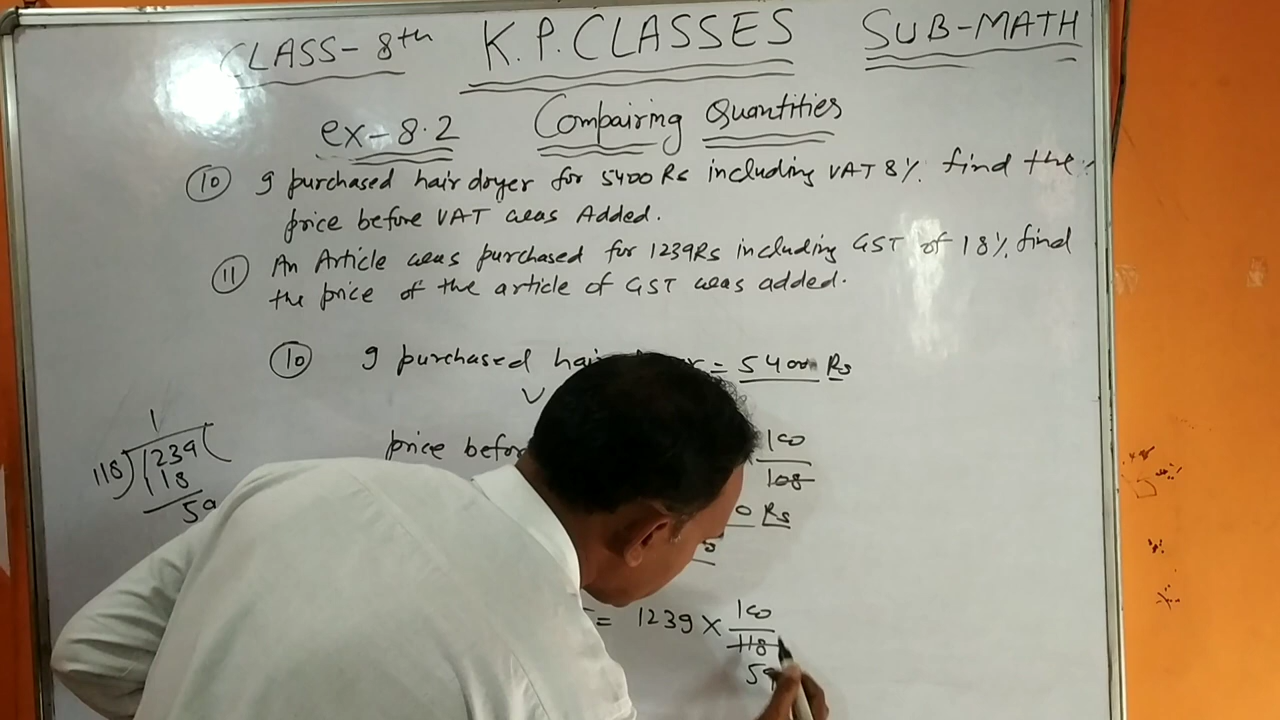 CLASS-8th K.P. CLASSES SUB-MATH
ex-8.2 Compairing Quantities
10 I purchased hair dryer for 5400 Rs including VAT 8% find the
price before VAT was Added.
11 An Article was purchased for 1239Rs including GST of 18% find
the price of the article of GST was added.
10 I purchased hai = 5400 Rs
V
price befor 100
108
0 Rs
1
118 1239
118
59
= 1239 × 100
118
59